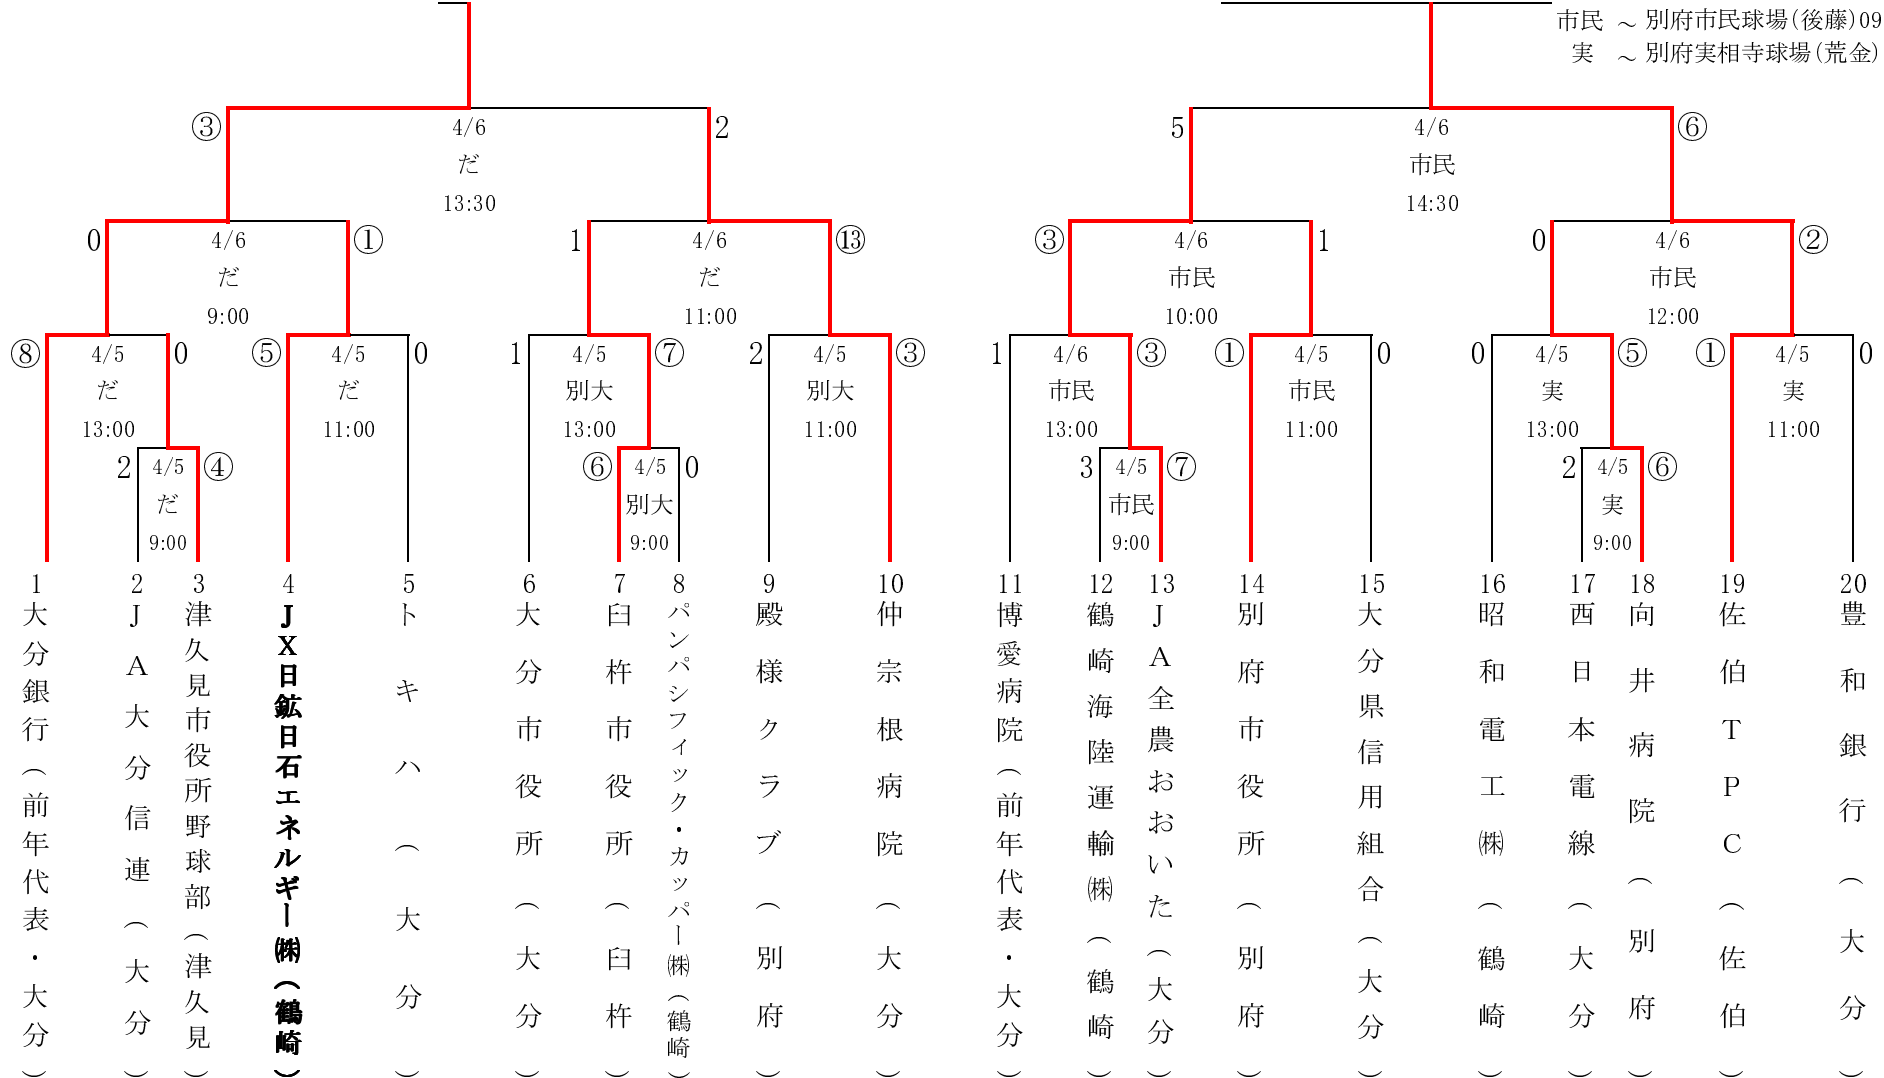 市民 ～ 別府市民球場(後藤)09
実 ～ 別府実相寺球場(荒金)
③ 4/6 2 5 4/6 ⑥
だ 市民
13:30 14:30
0 4/6 ① 1 4/6 ⑬ ③ 4/6 1 0 4/6 ②
だ だ 市民 市民
9:00 11:00 10:00 12:00
⑧ 4/5 0 ⑤ 4/5 0 1 4/5 ⑦ 2 4/5 ③ 1 4/6 ③ ① 4/5 0 0 4/5 ⑤ ① 4/5 0
だ だ 別大 別大 市民 市民 実 実
13:00 11:00 13:00 11:00 13:00 11:00 13:00 11:00
2 4/5 ④ ⑥ 4/5 0 3 4/5 ⑦ 2 4/5 ⑥
だ 別大 市民 実
9:00 9:00 9:00 9:00
1 大分銀行(前年代表・大分)
2 JA大分信連(大分)
3 津久見市役所野球部(津久見)
4 JX日鉱日石エネルギー㈱(鶴崎)
5 トキハ(大分)
6 大分市役所(大分)
7 臼杵市役所(臼杵)
8 パンパシフィック・カッパー㈱(鶴崎)
9 殿様クラブ(別府)
10 仲宗根病院(大分)
11 博愛病院(前年代表・大分)
12 鶴崎海陸運輸㈱(鶴崎)
13 JA全農おおいた(大分)
14 別府市役所(別府)
15 大分県信用組合(大分)
16 昭和電工㈱(鶴崎)
17 西日本電線(大分)
18 向井病院(別府)
19 佐伯TPC(佐伯)
20 豊和銀行(大分)